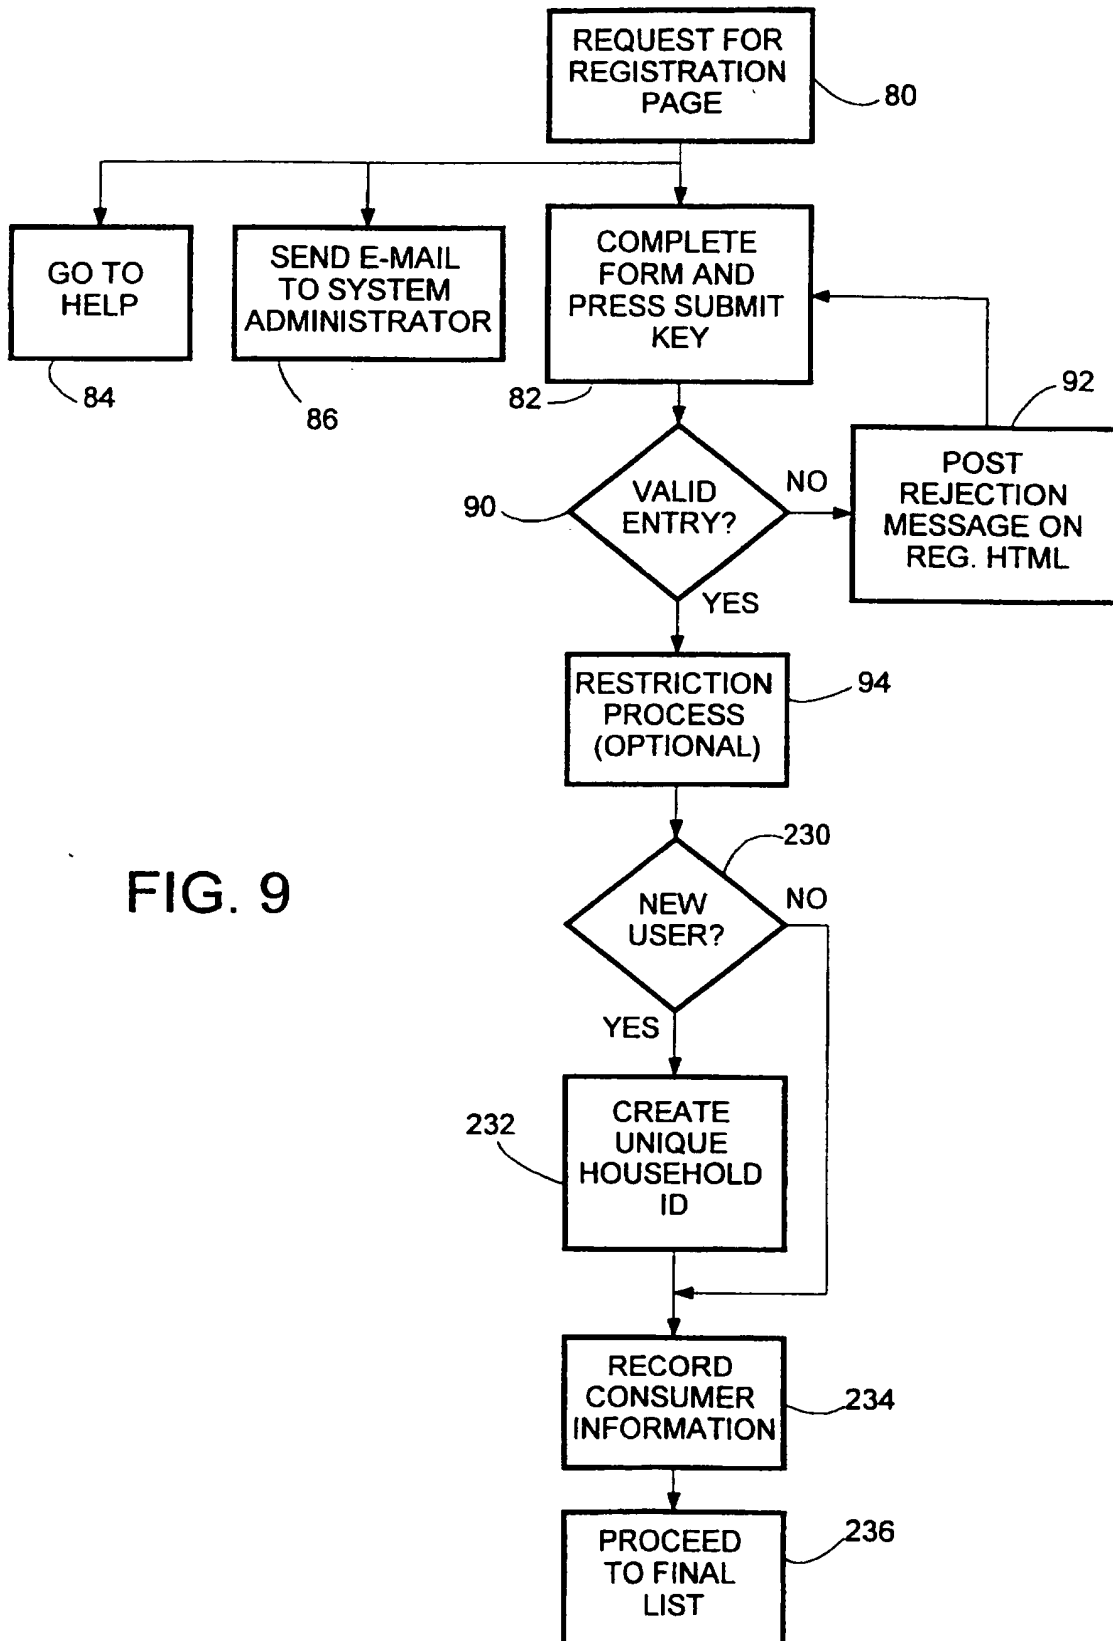 REQUEST FOR
REGISTRATION
PAGE
80
GO TO
HELP
84
SEND E-MAIL
TO SYSTEM
ADMINISTRATOR
86
COMPLETE
FORM AND
PRESS SUBMIT
KEY
82
92
POST
REJECTION
MESSAGE ON
REG. HTML
90
VALID
ENTRY?
NO
YES
RESTRICTION
PROCESS
(OPTIONAL)
94
230
NEW
USER?
NO
YES
FIG. 9
232
CREATE
UNIQUE
HOUSEHOLD
ID
RECORD
CONSUMER
INFORMATION
234
PROCEED
TO FINAL
LIST
236